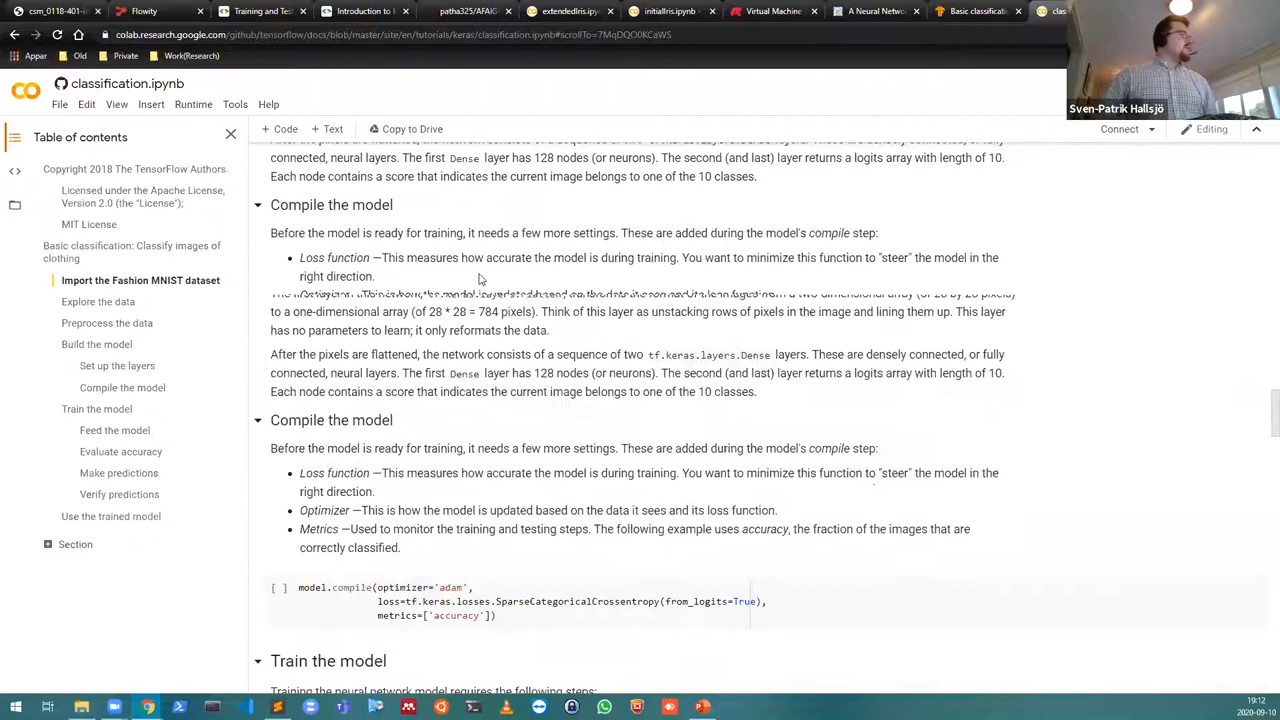 csm_0118-401-i
Flowity
Training and Tes
Introduction to I
patha325/AFAIG
extendedIris.ipy
initialIris.ipynb -
Virtual Machine
A Neural Netwo
Basic classificati
clas
colab.research.google.com/github/tensorflow/docs/blob/master/site/en/tutorials/keras/classification.ipynb#scrollTo=7MqDQO0KCaWS
Appar
Old
Private
Work(Research)
classification.ipynb
File Edit View Insert Runtime Tools Help
Sven-Patrik Hallsjö
Table of contents
+ Code + Text Copy to Drive
Connect Editing
Copyright 2018 The TensorFlow Authors.
Licensed under the Apache License,
Version 2.0 (the "License");
MIT License
Basic classification: Classify images of
clothing
Import the Fashion MNIST dataset
Explore the data
Preprocess the data
Build the model
Set up the layers
Compile the model
Train the model
Feed the model
Evaluate accuracy
Make predictions
Verify predictions
Use the trained model
Section
connected, neural layers. The first Dense layer has 128 nodes (or neurons). The second (and last) layer returns a logits array with length of 10.
Each node contains a score that indicates the current image belongs to one of the 10 classes.
Compile the model
Before the model is ready for training, it needs a few more settings. These are added during the model's compile step:
Loss function —This measures how accurate the model is during training. You want to minimize this function to "steer" the model in the
right direction.
to a one-dimensional array (of 28 * 28 = 784 pixels). Think of this layer as unstacking rows of pixels in the image and lining them up. This layer
has no parameters to learn; it only reformats the data.
After the pixels are flattened, the network consists of a sequence of two tf.keras.layers.Dense layers. These are densely connected, or fully
connected, neural layers. The first Dense layer has 128 nodes (or neurons). The second (and last) layer returns a logits array with length of 10.
Each node contains a score that indicates the current image belongs to one of the 10 classes.
Compile the model
Before the model is ready for training, it needs a few more settings. These are added during the model's compile step:
Loss function —This measures how accurate the model is during training. You want to minimize this function to "steer" the model in the
right direction.
Optimizer —This is how the model is updated based on the data it sees and its loss function.
Metrics —Used to monitor the training and testing steps. The following example uses accuracy, the fraction of the images that are
correctly classified.
[ ] model.compile(optimizer='adam',
loss=tf.keras.losses.SparseCategoricalCrossentropy(from_logits=True),
metrics=['accuracy'])
Train the model
Training the neural network model requires the following steps:
19:12
2020-09-10